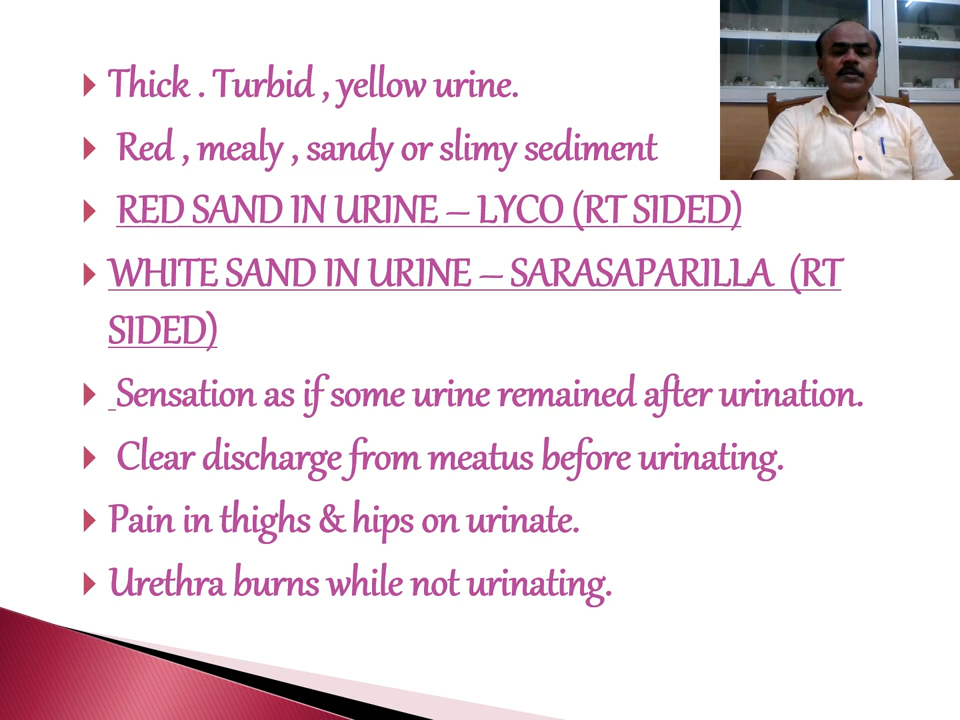 Thick . Turbid , yellow urine.
Red , mealy , sandy or slimy sediment
RED SAND IN URINE – LYCO (RT SIDED)
WHITE SAND IN URINE – SARASAPARILLA (RT
SIDED)
Sensation as if some urine remained after urination.
Clear discharge from meatus before urinating.
Pain in thighs & hips on urinate.
Urethra burns while not urinating.